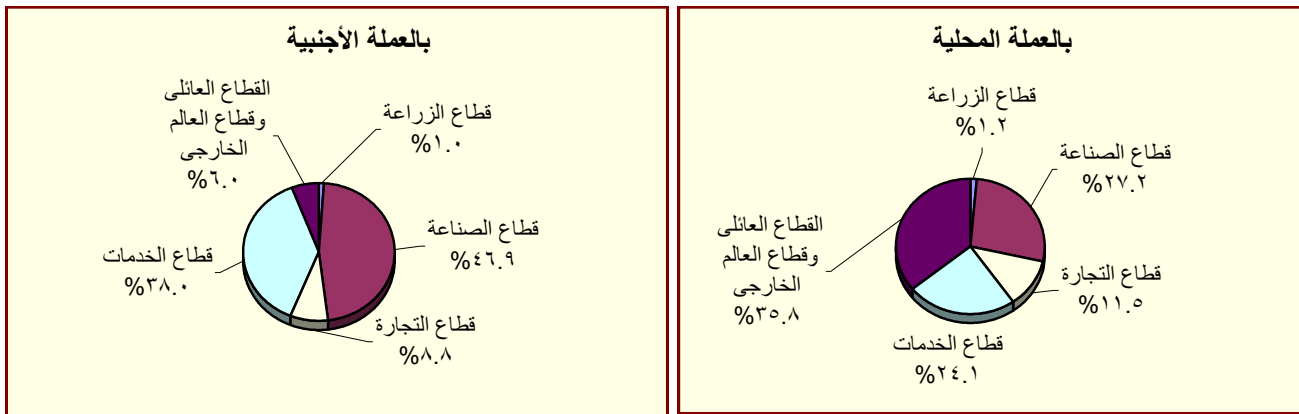 بالعملة المحلية
قطاع الزراعة
%١.٢
قطاع الصناعة
%٢٧.٢
قطاع التجارة
%١١.٥
قطاع الخدمات
%٢٤.١
القطاع العائلى
وقطاع العالم
الخارجى
%٣٥.٨
بالعملة الأجنبية
قطاع الزراعة
%١.٠
قطاع الصناعة
%٤٦.٩
قطاع التجارة
%٨.٨
قطاع الخدمات
%٣٨.٠
القطاع العائلى
وقطاع العالم
الخارجى
%٦.٠